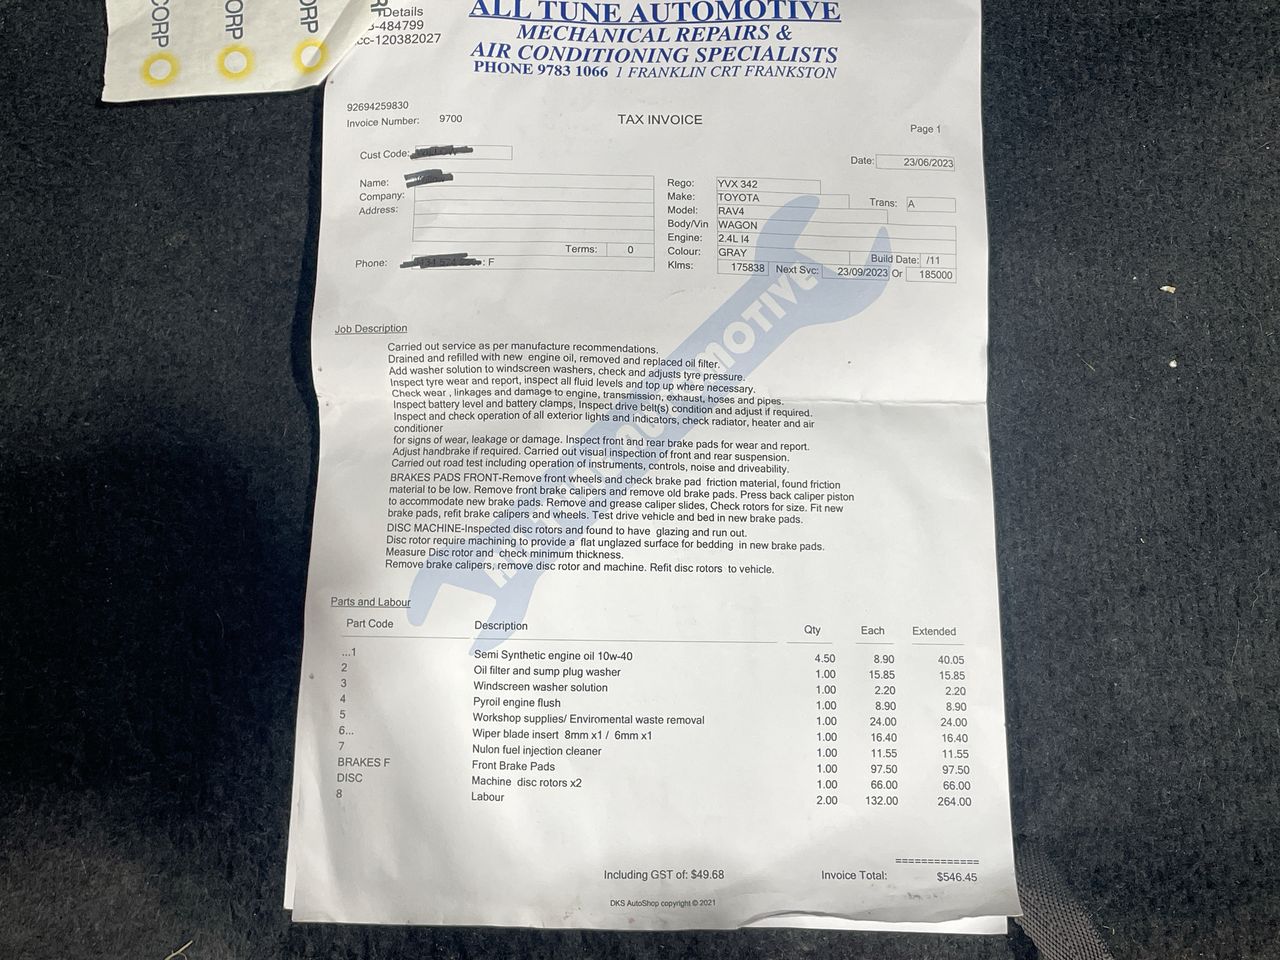 CORP
CORP
ORP
RF
Details
-484799
cc-120382027
ALL TUNE AUTOMOTIVE
MECHANICAL REPAIRS &
AIR CONDITIONING SPECIALISTS
PHONE 9783 1066 1 FRANKLIN CRT FRANKSTON
92694259830
Invoice Number: 9700
TAX INVOICE
Page 1
Cust Code:
Date: 23/06/2023
Name:
Company:
Address:
Terms: 0
Phone: : F
Rego: YVX 342
Make: TOYOTA
Trans: A
Model: RAV4
Body/Vin WAGON
Engine: 2.4L I4
Colour: GRAY
Build Date: /11
Klms: 175838 Next Svc: 23/09/2023 Or 185000
Job Description
Carried out service as per manufacture recommendations.
Drained and refilled with new engine oil, removed and replaced oil filter.
Add washer solution to windscreen washers, check and adjusts tyre pressure.
Inspect tyre wear and report, inspect all fluid levels and top up where necessary.
Check wear , linkages and damage to engine, transmission, exhaust, hoses and pipes.
Inspect battery level and battery clamps, Inspect drive belt(s) condition and adjust if required.
Inspect and check operation of all exterior lights and indicators, check radiator, heater and air
conditioner
for signs of wear, leakage or damage. Inspect front and rear brake pads for wear and report.
Adjust handbrake if required. Carried out visual inspection of front and rear suspension.
Carried out road test including operation of instruments, controls, noise and driveability.
BRAKES PADS FRONT-Remove front wheels and check brake pad friction material, found friction
material to be low. Remove front brake calipers and remove old brake pads. Press back caliper piston
to accommodate new brake pads. Remove and grease caliper slides, Check rotors for size. Fit new
brake pads, refit brake calipers and wheels. Test drive vehicle and bed in new brake pads.
DISC MACHINE-Inspected disc rotors and found to have glazing and run out.
Disc rotor require machining to provide a flat unglazed surface for bedding in new brake pads.
Measure Disc rotor and check minimum thickness.
Remove brake calipers, remove disc rotor and machine. Refit disc rotors to vehicle.
Parts and Labour
Part Code Description Qty Each Extended
...1 Semi Synthetic engine oil 10w-40 4.50 8.90 40.05
2 Oil filter and sump plug washer 1.00 15.85 15.85
3 Windscreen washer solution 1.00 2.20 2.20
4 Pyroil engine flush 1.00 8.90 8.90
5 Workshop supplies/ Enviromental waste removal 1.00 24.00 24.00
6... Wiper blade insert 8mm x1 / 6mm x1 1.00 16.40 16.40
7 Nulon fuel injection cleaner 1.00 11.55 11.55
BRAKES F Front Brake Pads 1.00 97.50 97.50
DISC Machine disc rotors x2 1.00 66.00 66.00
8 Labour 2.00 132.00 264.00
=============
Including GST of: $49.68 Invoice Total: $546.45
DKS AutoShop copyright © 2021